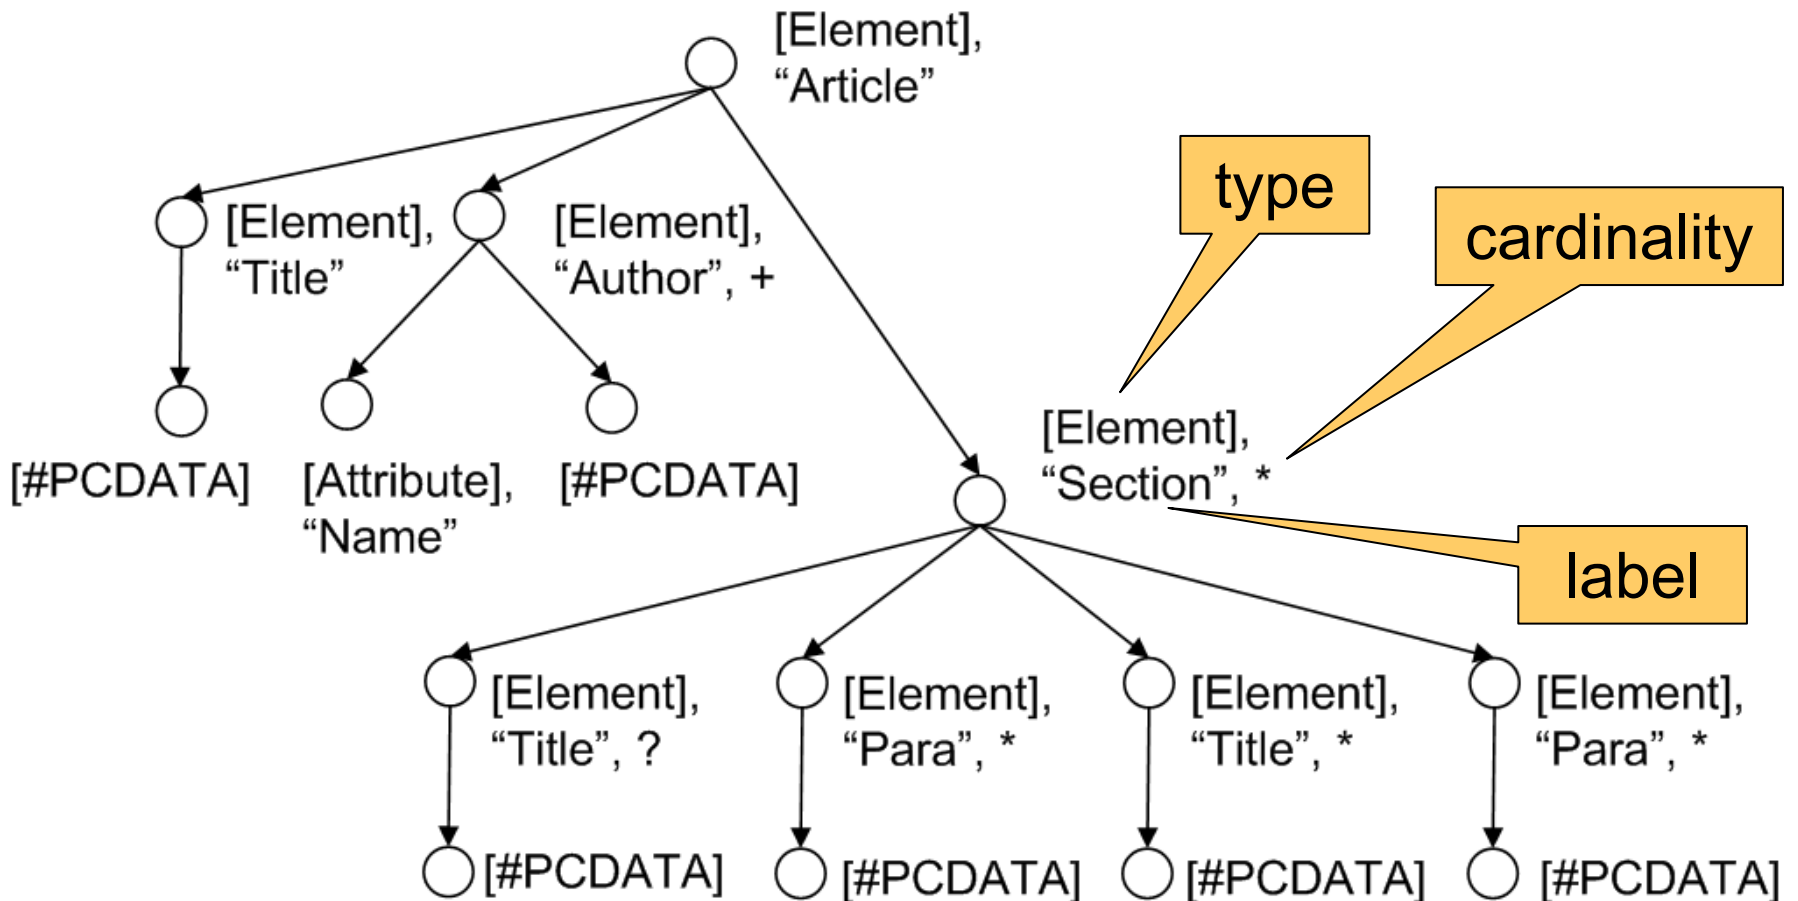 [Element],
“Article”
type
cardinality
[Element],
“Title”
[Element],
“Author”, +
[#PCDATA]
[Attribute],
“Name”
[#PCDATA]
[Element],
“Section”, *
label
[Element],
“Title”, ?
[Element],
“Para”, *
[Element],
“Title”, *
[Element],
“Para”, *
[#PCDATA]
[#PCDATA]
[#PCDATA]
[#PCDATA]